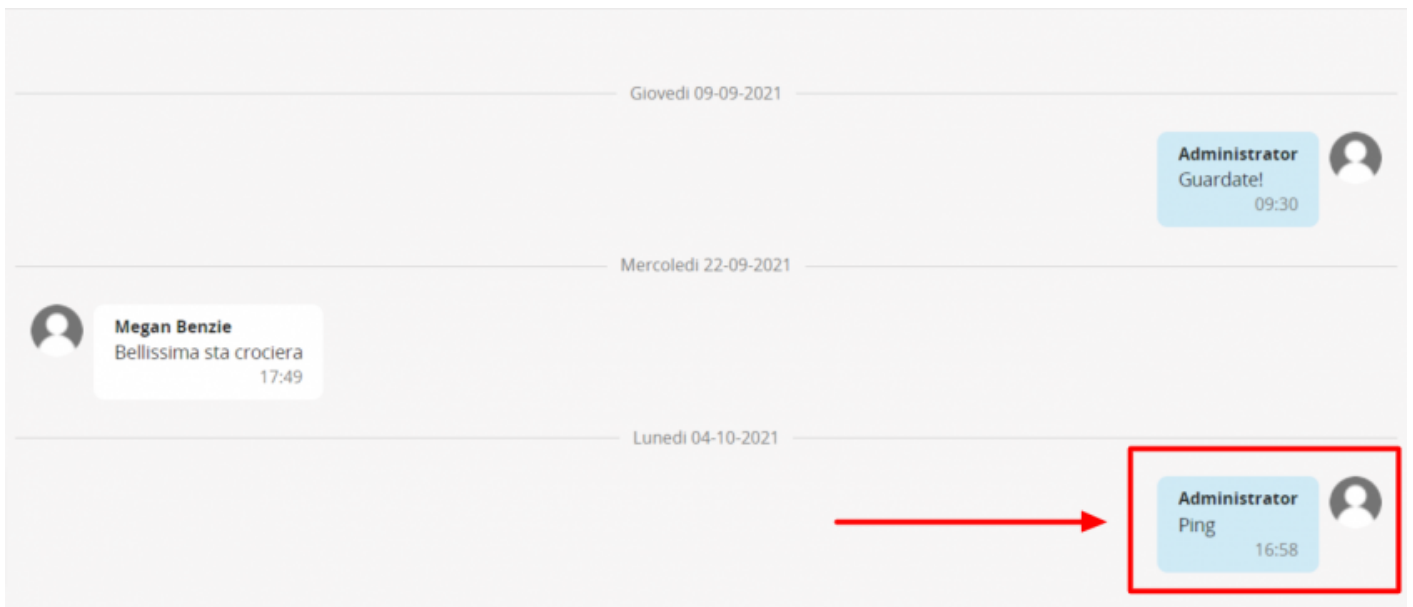 Giovedi 09-09-2021
Administrator
Guardate!
09:30
Mercoledi 22-09-2021
Megan Benzie
Bellissima sta crociera
17:49
Lunedi 04-10-2021
Administrator
Ping
16:58